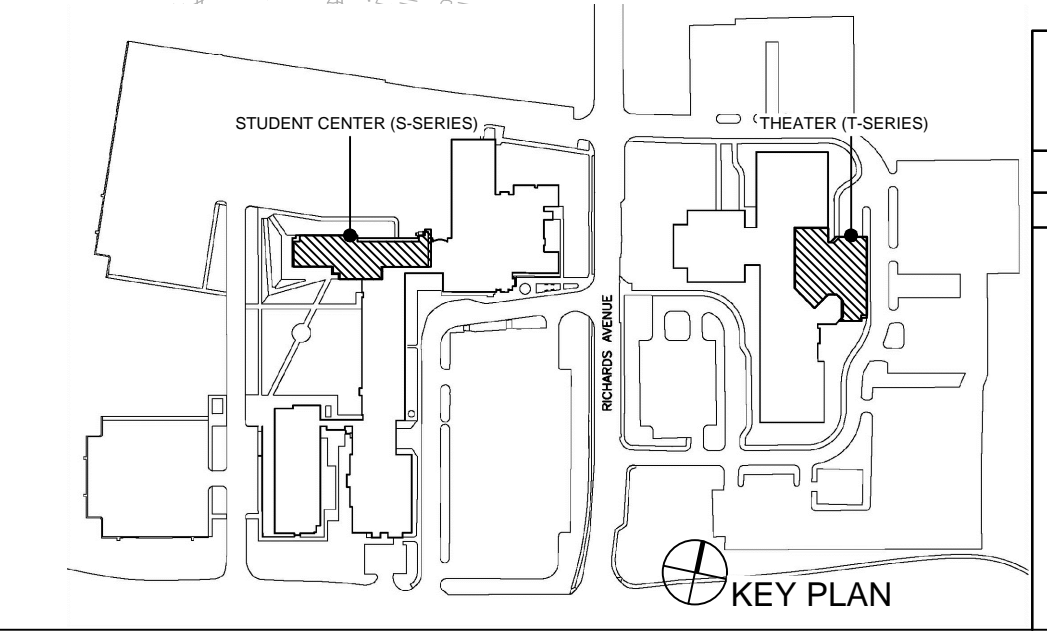 STUDENT CENTER (S-SERIES)
THEATER (T-SERIES)
RICHARDS AVENUE
KEY PLAN